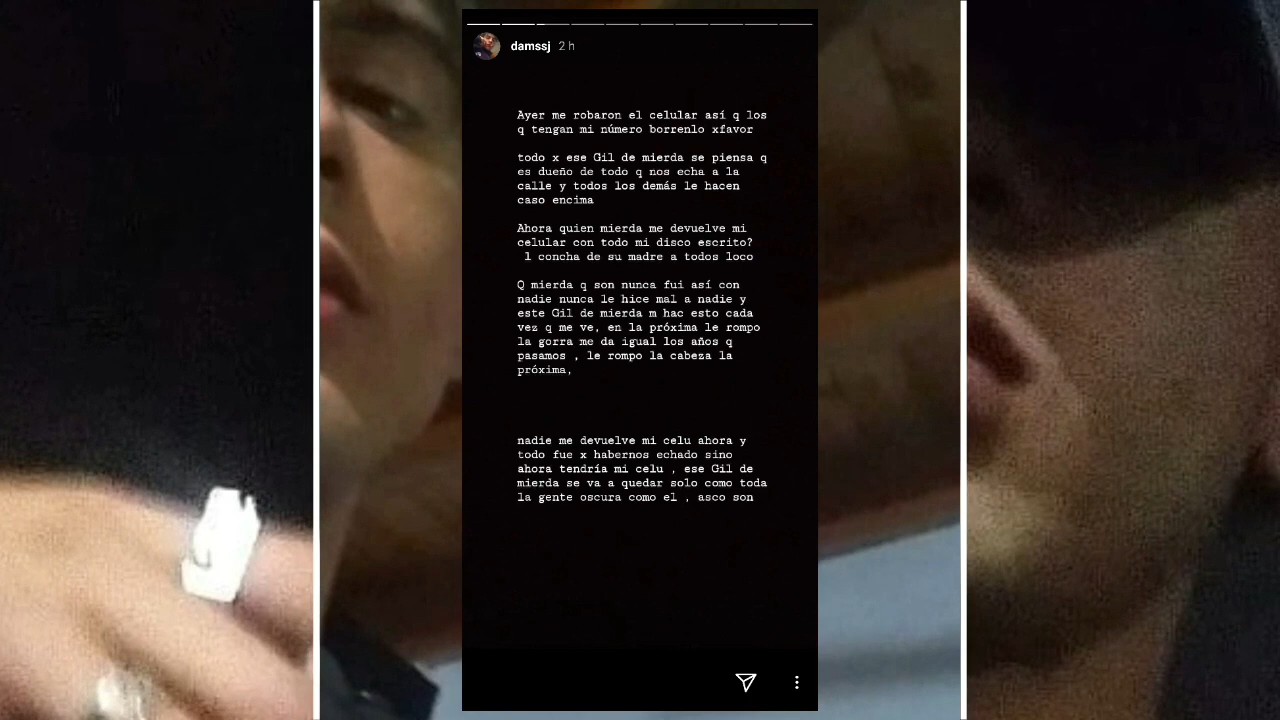 damssj 2 h
Ayer me robaron el celular así q los
q tengan mi número borrenlo xfavor
todo x ese Gil de mierda se piensa q
es dueño de todo q nos echa a la
calle y todos los demás le hacen
caso encima
Ahora quien mierda me devuelve mi
celular con todo mi disco escrito?
l concha de su madre a todos loco
Q mierda q son nunca fui así con
nadie nunca le hice mal a nadie y
este Gil de mierda m hac esto cada
vez q me ve, en la próxima le rompo
la gorra me da igual los años q
pasamos , le rompo la cabeza la
próxima,
nadie me devuelve mi celu ahora y
todo fue x habernos echado sino
ahora tendría mi celu , ese Gil de
mierda se va a quedar solo como toda
la gente oscura como el , asco son